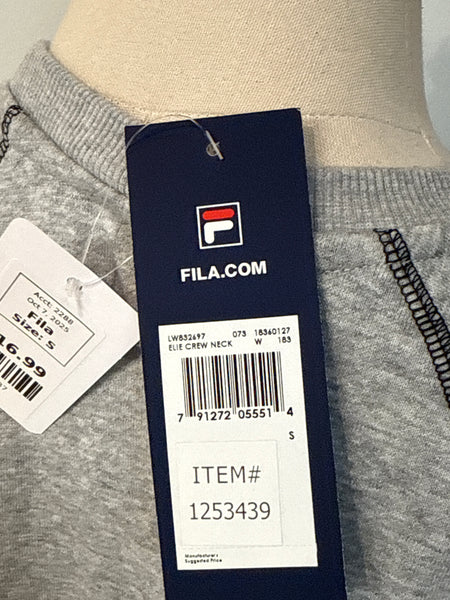 FILA.COM
LW832697 073 18360127
ELIE CREW NECK W 183
7 91272 05551 4
S
ITEM#
1253439
Manufacturer's
Suggested Price
Acct: 2288
Oct 7, 2025
Fila
Size: S
16.99